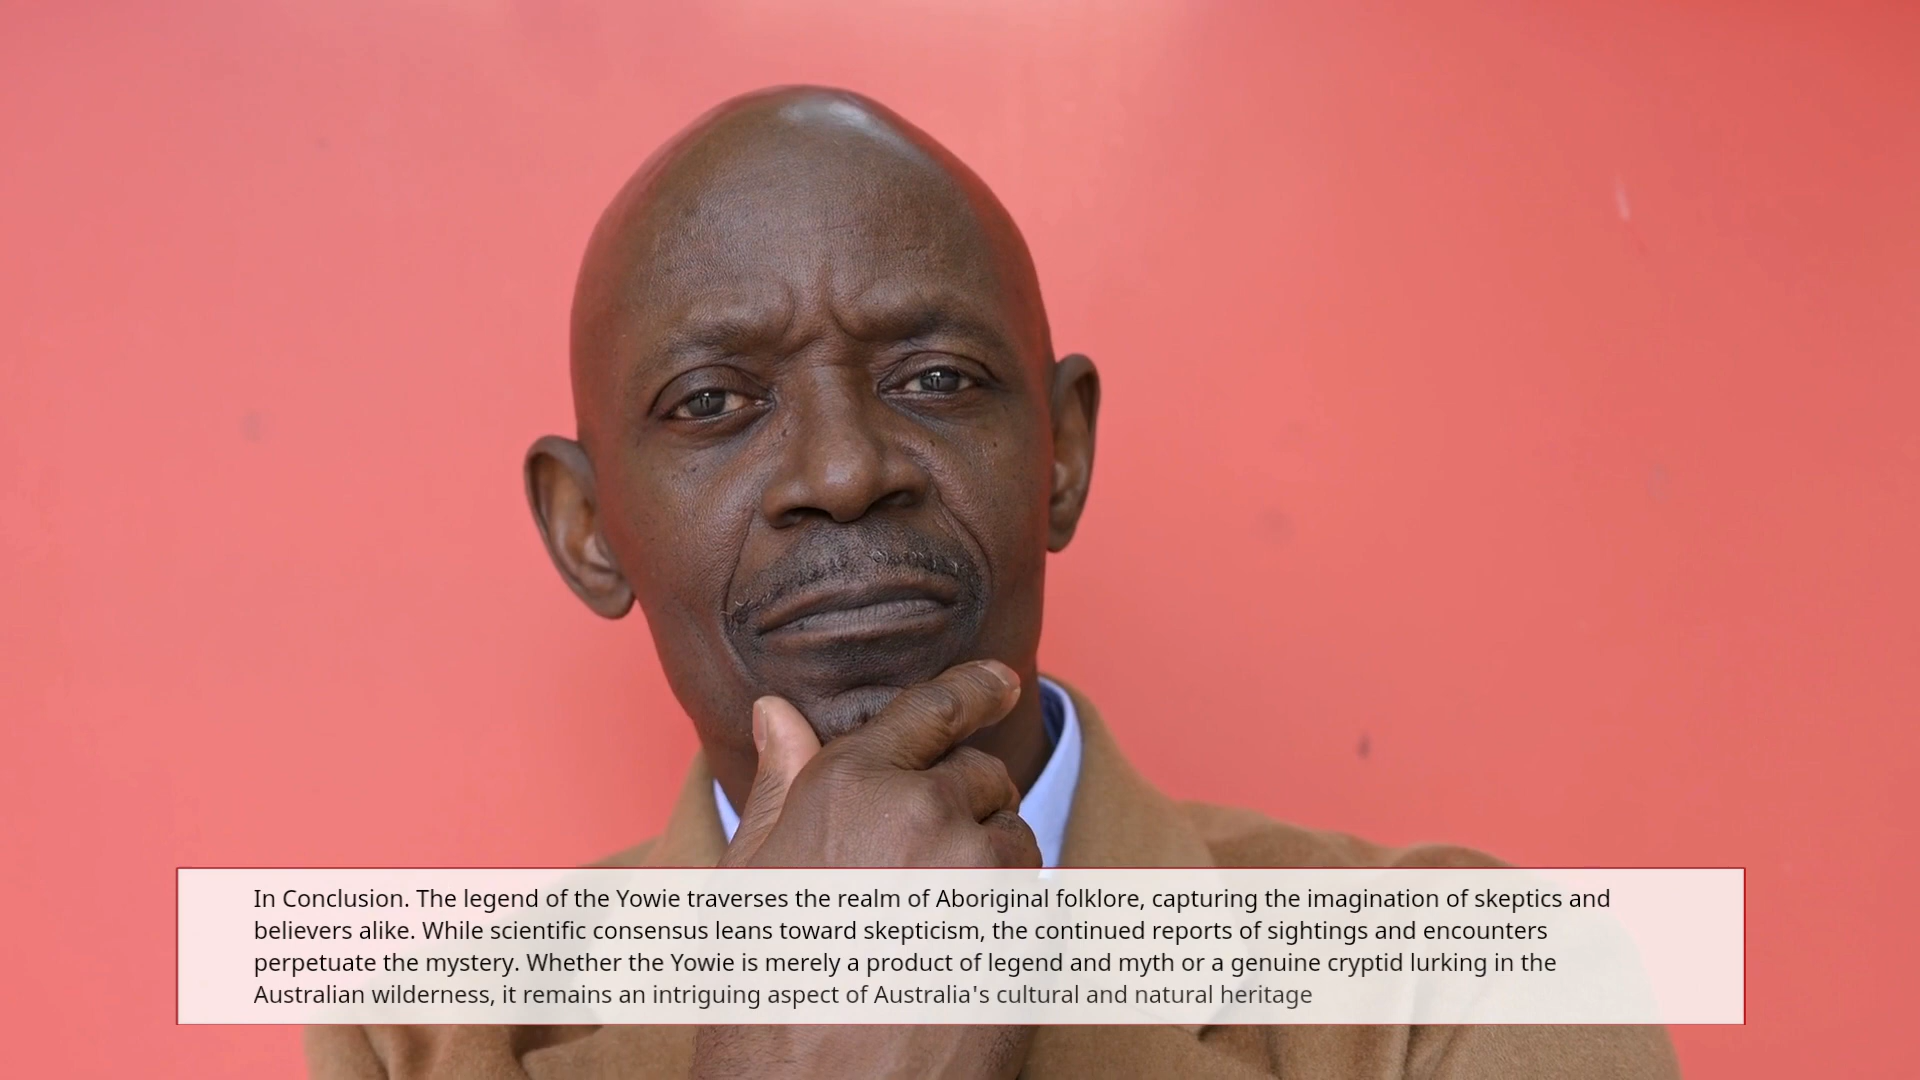 In Conclusion. The legend of the Yowie traverses the realm of Aboriginal folklore, capturing the imagination of skeptics and
believers alike. While scientific consensus leans toward skepticism, the continued reports of sightings and encounters
perpetuate the mystery. Whether the Yowie is merely a product of legend and myth or a genuine cryptid lurking in the
Australian wilderness, it remains an intriguing aspect of Australia's cultural and natural heritage